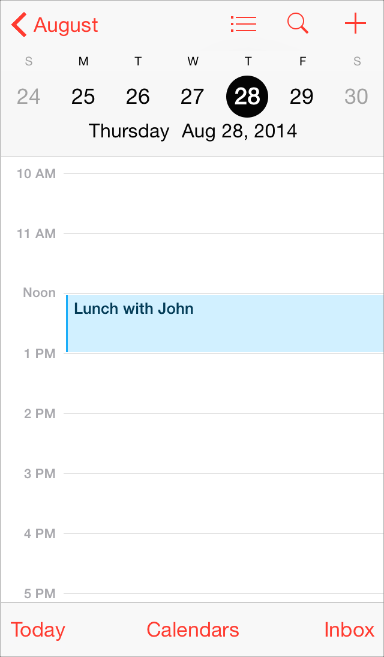 August
S M T W T F S
24 25 26 27 28 29 30
Thursday Aug 28, 2014
10 AM
11 AM
Noon
Lunch with John
1 PM
2 PM
3 PM
4 PM
5 PM
Today Calendars Inbox